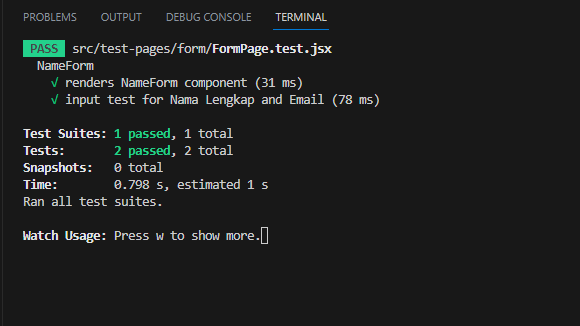 PROBLEMS OUTPUT DEBUG CONSOLE TERMINAL
PASS src/test-pages/form/FormPage.test.jsx
NameForm
√ renders NameForm component (31 ms)
√ input test for Nama Lengkap and Email (78 ms)
Test Suites: 1 passed, 1 total
Tests: 2 passed, 2 total
Snapshots: 0 total
Time: 0.798 s, estimated 1 s
Ran all test suites.
Watch Usage: Press w to show more.